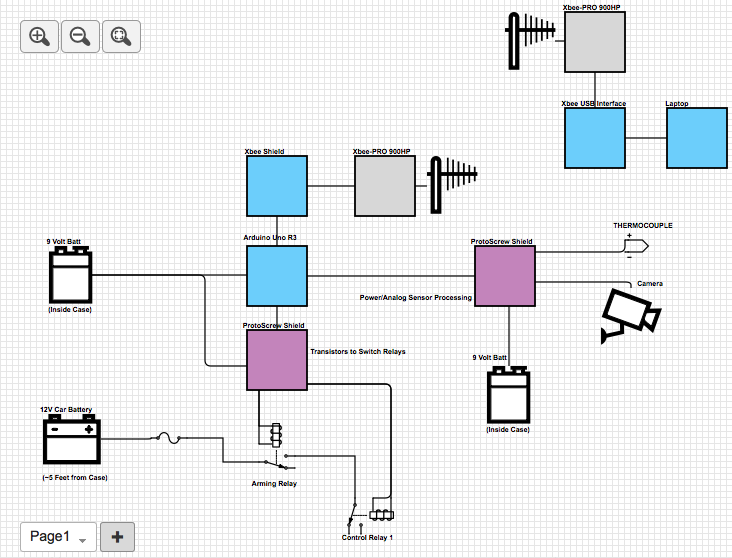 Xbee-PRO 900HP
Xbee USB Interface
Laptop
Xbee Shield
Xbee-PRO 900HP
Arduino Uno R3
9 Volt Batt
(Inside Case)
ProtoScrew Shield
Power/Analog Sensor Processing
THERMOCOUPLE
+
−
Camera
ProtoScrew Shield
Transistors to Switch Relays
9 Volt Batt
(Inside Case)
12V Car Battery
- +
(~5 Feet from Case)
Arming Relay
Control Relay 1
Page1
+